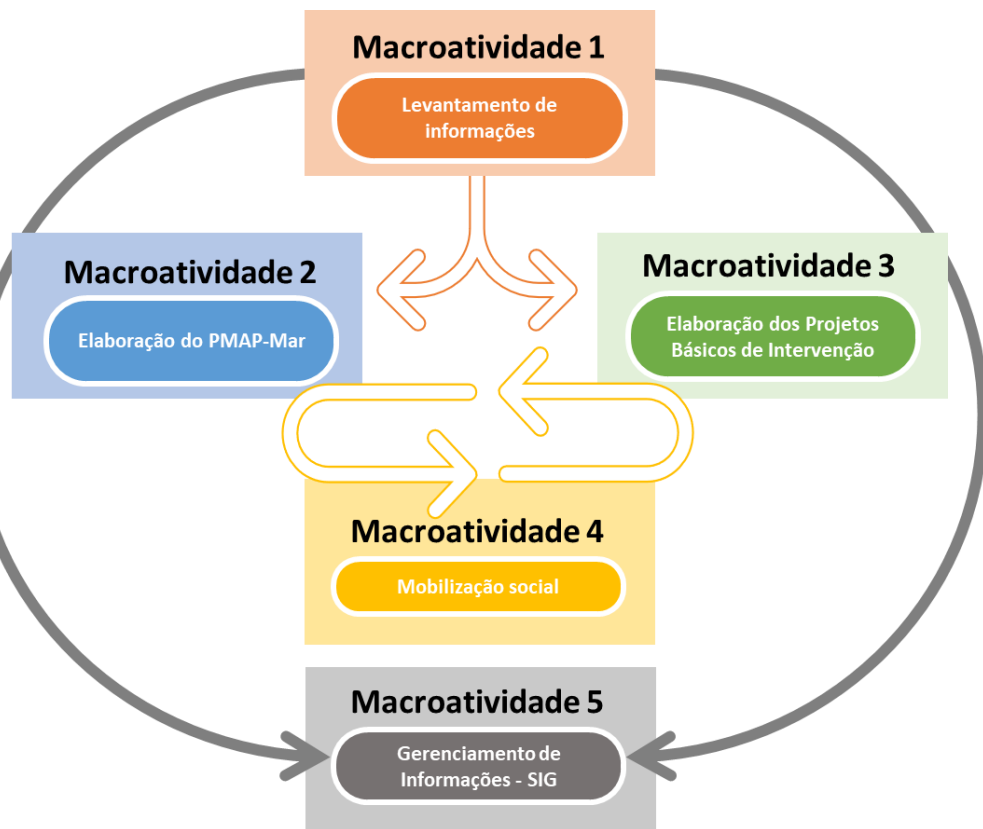 Macroatividade 1
Levantamento de
informações
Macroatividade 2
Elaboração do PMAP-Mar
Macroatividade 3
Elaboração dos Projetos
Básicos de Intervenção
Macroatividade 4
Mobilização social
Macroatividade 5
Gerenciamento de
Informações - SIG